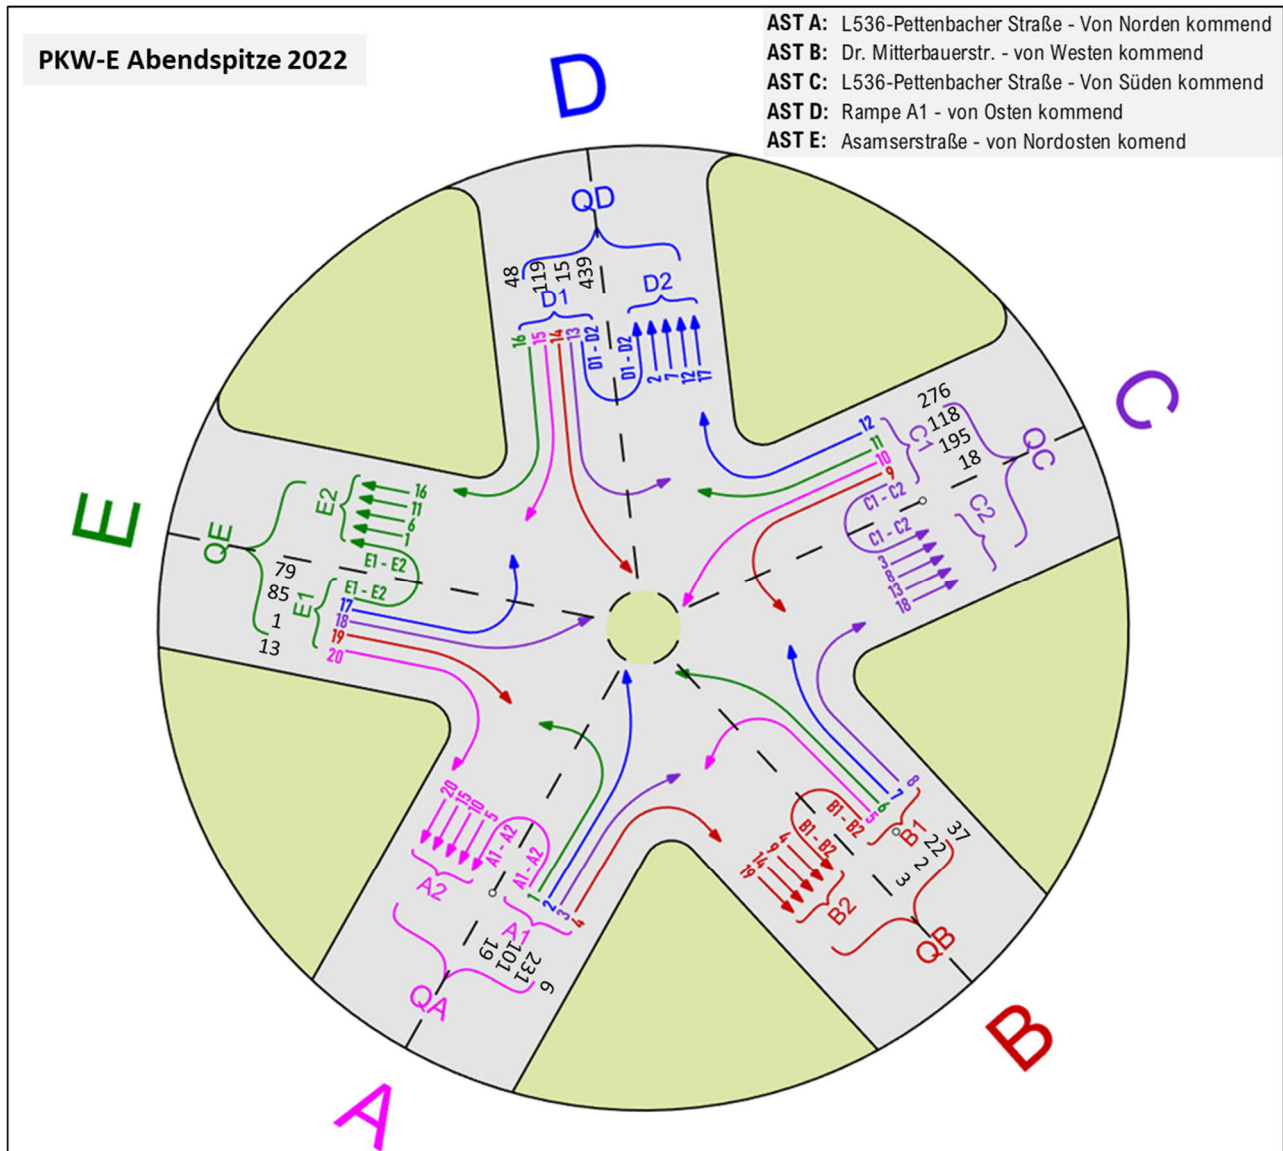 PKW-E Abendspitze 2022
AST A: L536-Pettenbacher Straße - Von Norden kommend
AST B: Dr. Mitterbauerstr. - von Westen kommend
AST C: L536-Pettenbacher Straße - Von Süden kommend
AST D: Rampe A1 - von Osten kommend
AST E: Asamserstraße - von Nordosten komend
D
QD
48
119
15
439
D1
D2
16
15
14
13
D1 - D2
D1 - D2
2
7
12
17
C
QC
276
118
195
18
C1
12
11
10
9
C1 - C2
C1 - C2
C2
3
8
13
18
E
QE
E2
16
11
6
1
E1 - E2
E1 - E2
79
85
1
13
E1
17
18
19
20
A
QA
20
15
10
5
A1 - A2
A1 - A2
A2
1
2
3
4
A1
19
101
231
6
B
QB
8
7
6
5
B1
B1 - B2
B1 - B2
4
9
14
19
B2
37
22
2
3